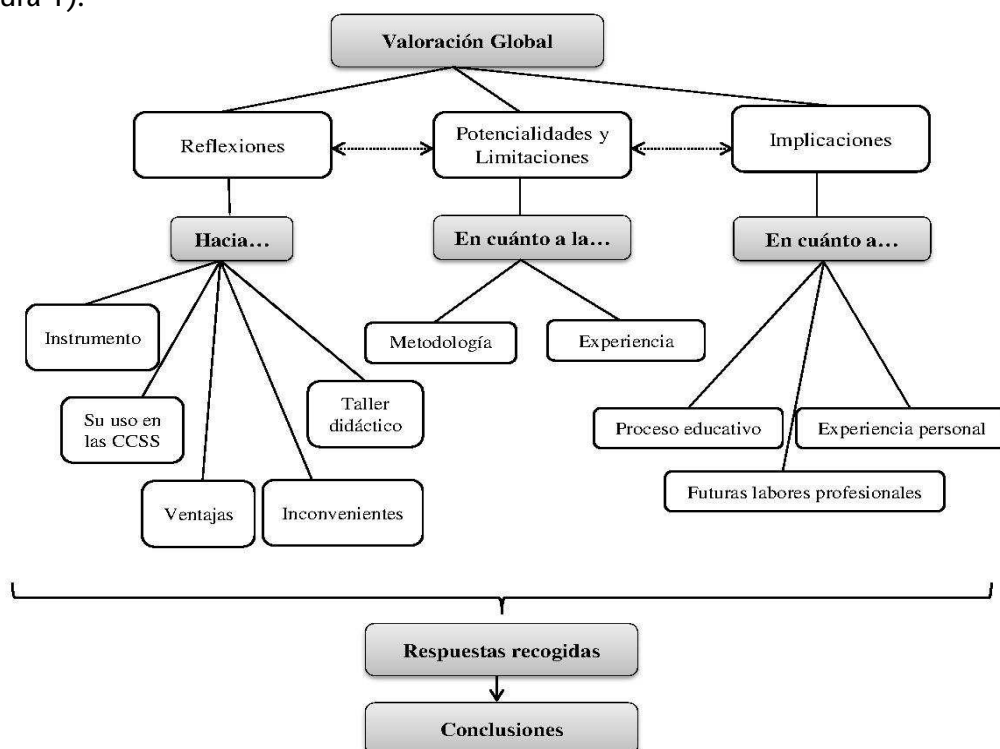 ura 1).
Valoración Global
Reflexiones
Potencialidades y
Limitaciones
Implicaciones
Hacia…
En cuánto a la…
En cuánto a…
Instrumento
Metodología
Experiencia
Su uso en
las CCSS
Taller
didáctico
Proceso educativo
Experiencia personal
Ventajas
Inconvenientes
Futuras labores profesionales
Respuestas recogidas
Conclusiones